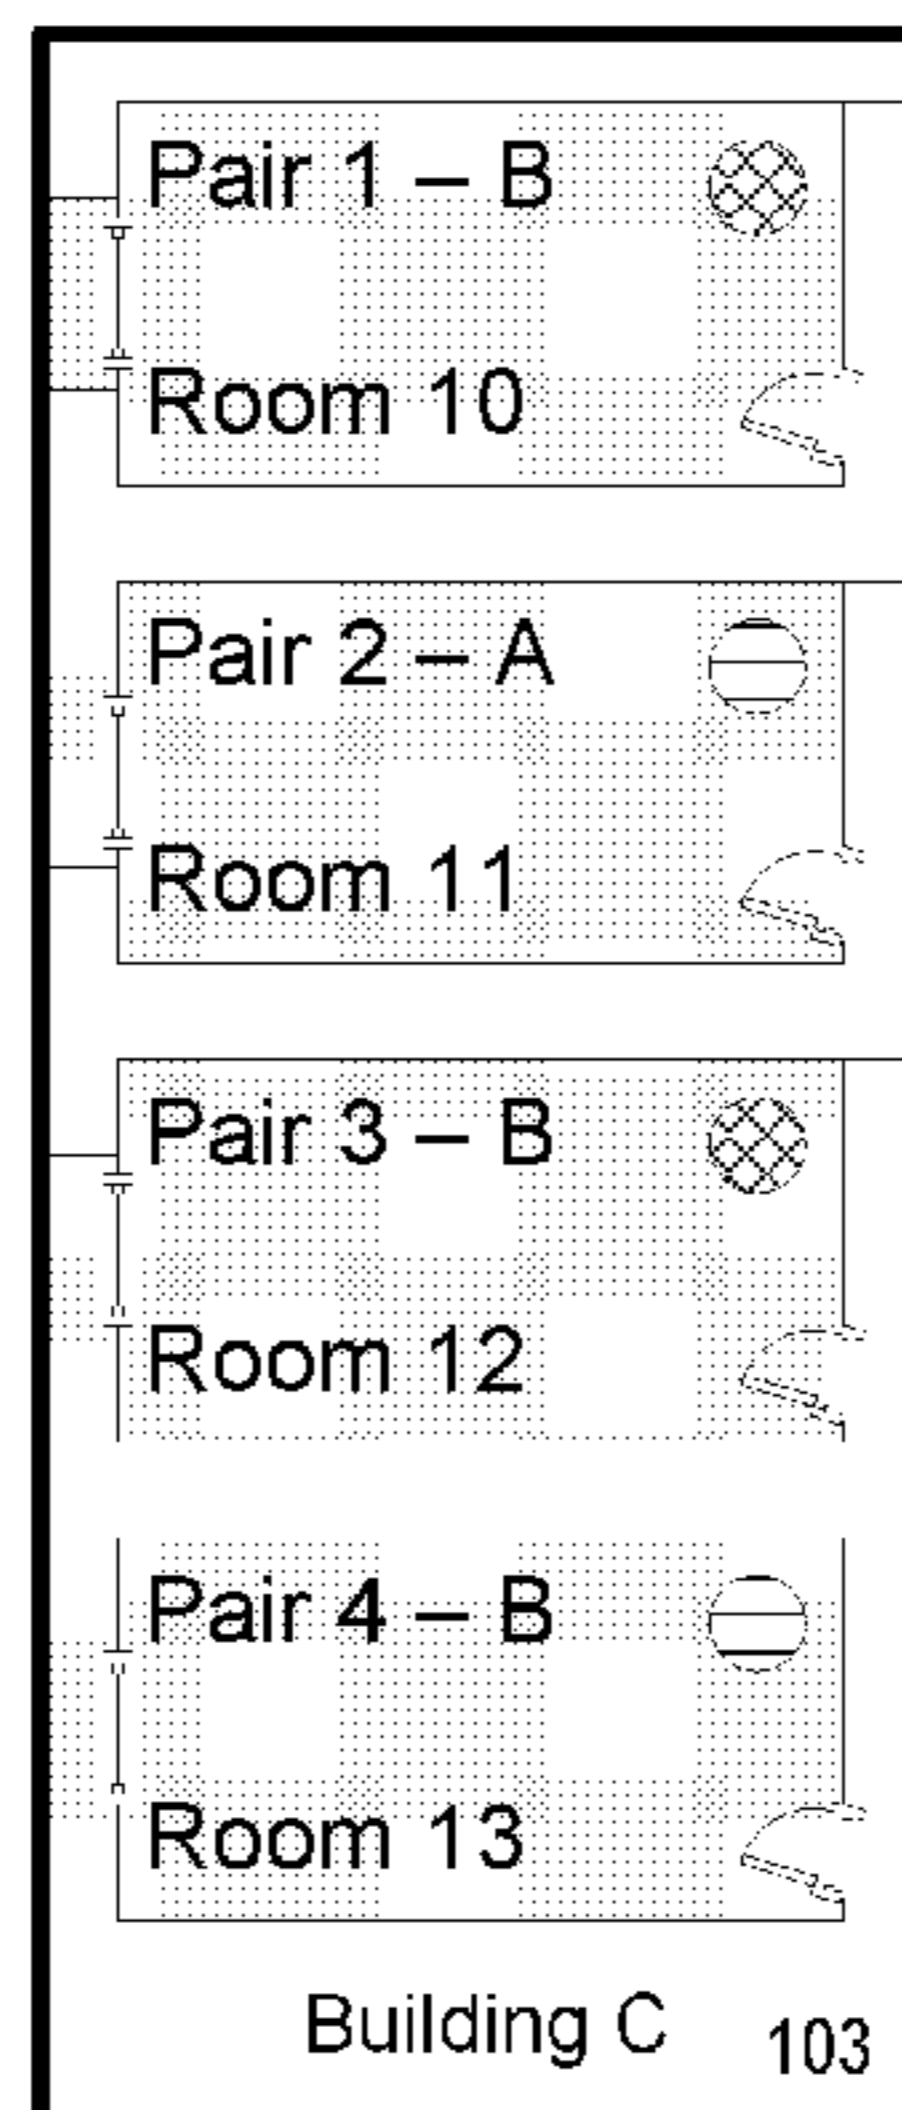 Pair 1 – B
Room 10
Pair 2 – A
Room 11
Pair 3 – B
Room 12
Pair 4 – B
Room 13
Building C
103